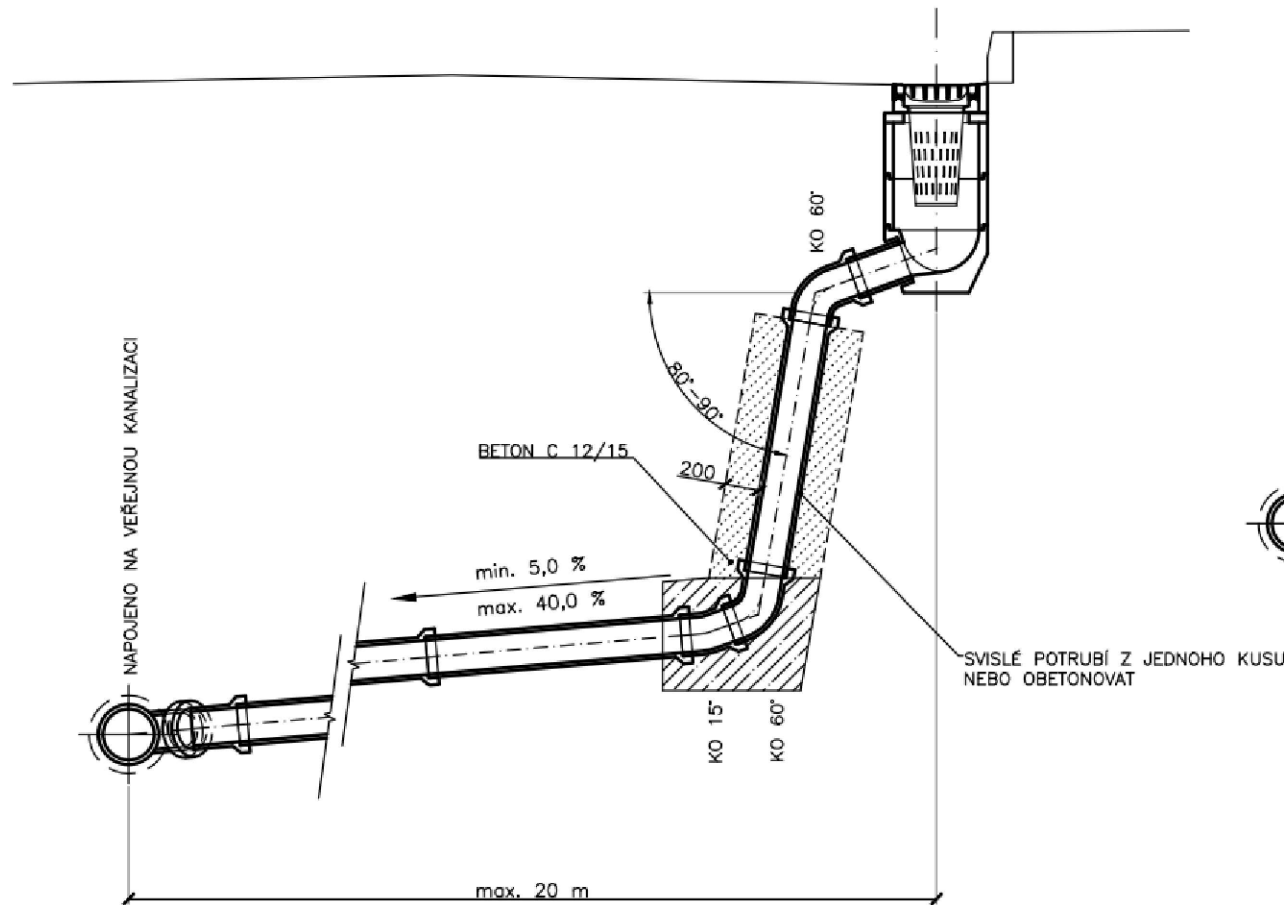 KO 60°
NAPOJENO NA VEŘEJNOU KANALIZACI
80°-90°
BETON C 12/15
200
min. 5,0 %
max. 40,0 %
SVISLÉ POTRUBÍ Z JEDNOHO KUSU
NEBO OBETONOVAT
KO 15°
KO 60°
max. 20 m